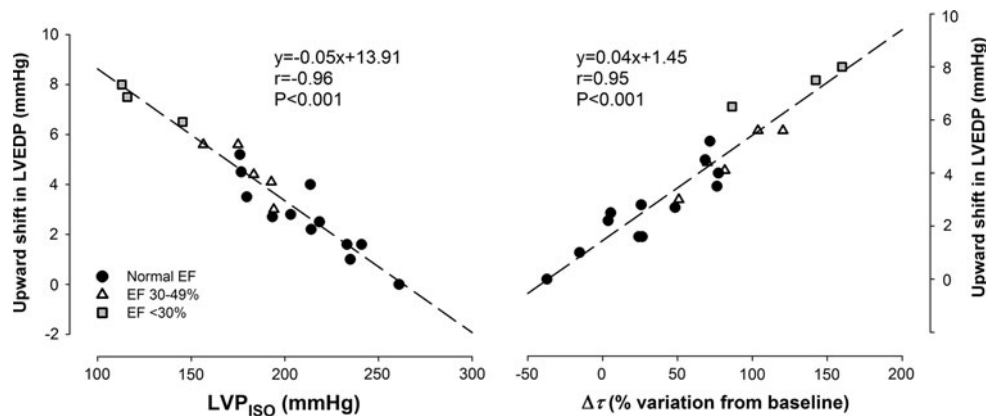 Upward shift in LVEDP (mmHg)
10
8
6
4
2
0
-2
y=-0.05x+13.91
r=-0.96
P<0.001
Normal EF
EF 30-49%
EF <30%
100 150 200 250 300
LVP_ISO (mmHg)
y=0.04x+1.45
r=0.95
P<0.001
-50 0 50 100 150 200
Δτ (% variation from baseline)
10
8
6
4
2
0
Upward shift in LVEDP (mmHg)